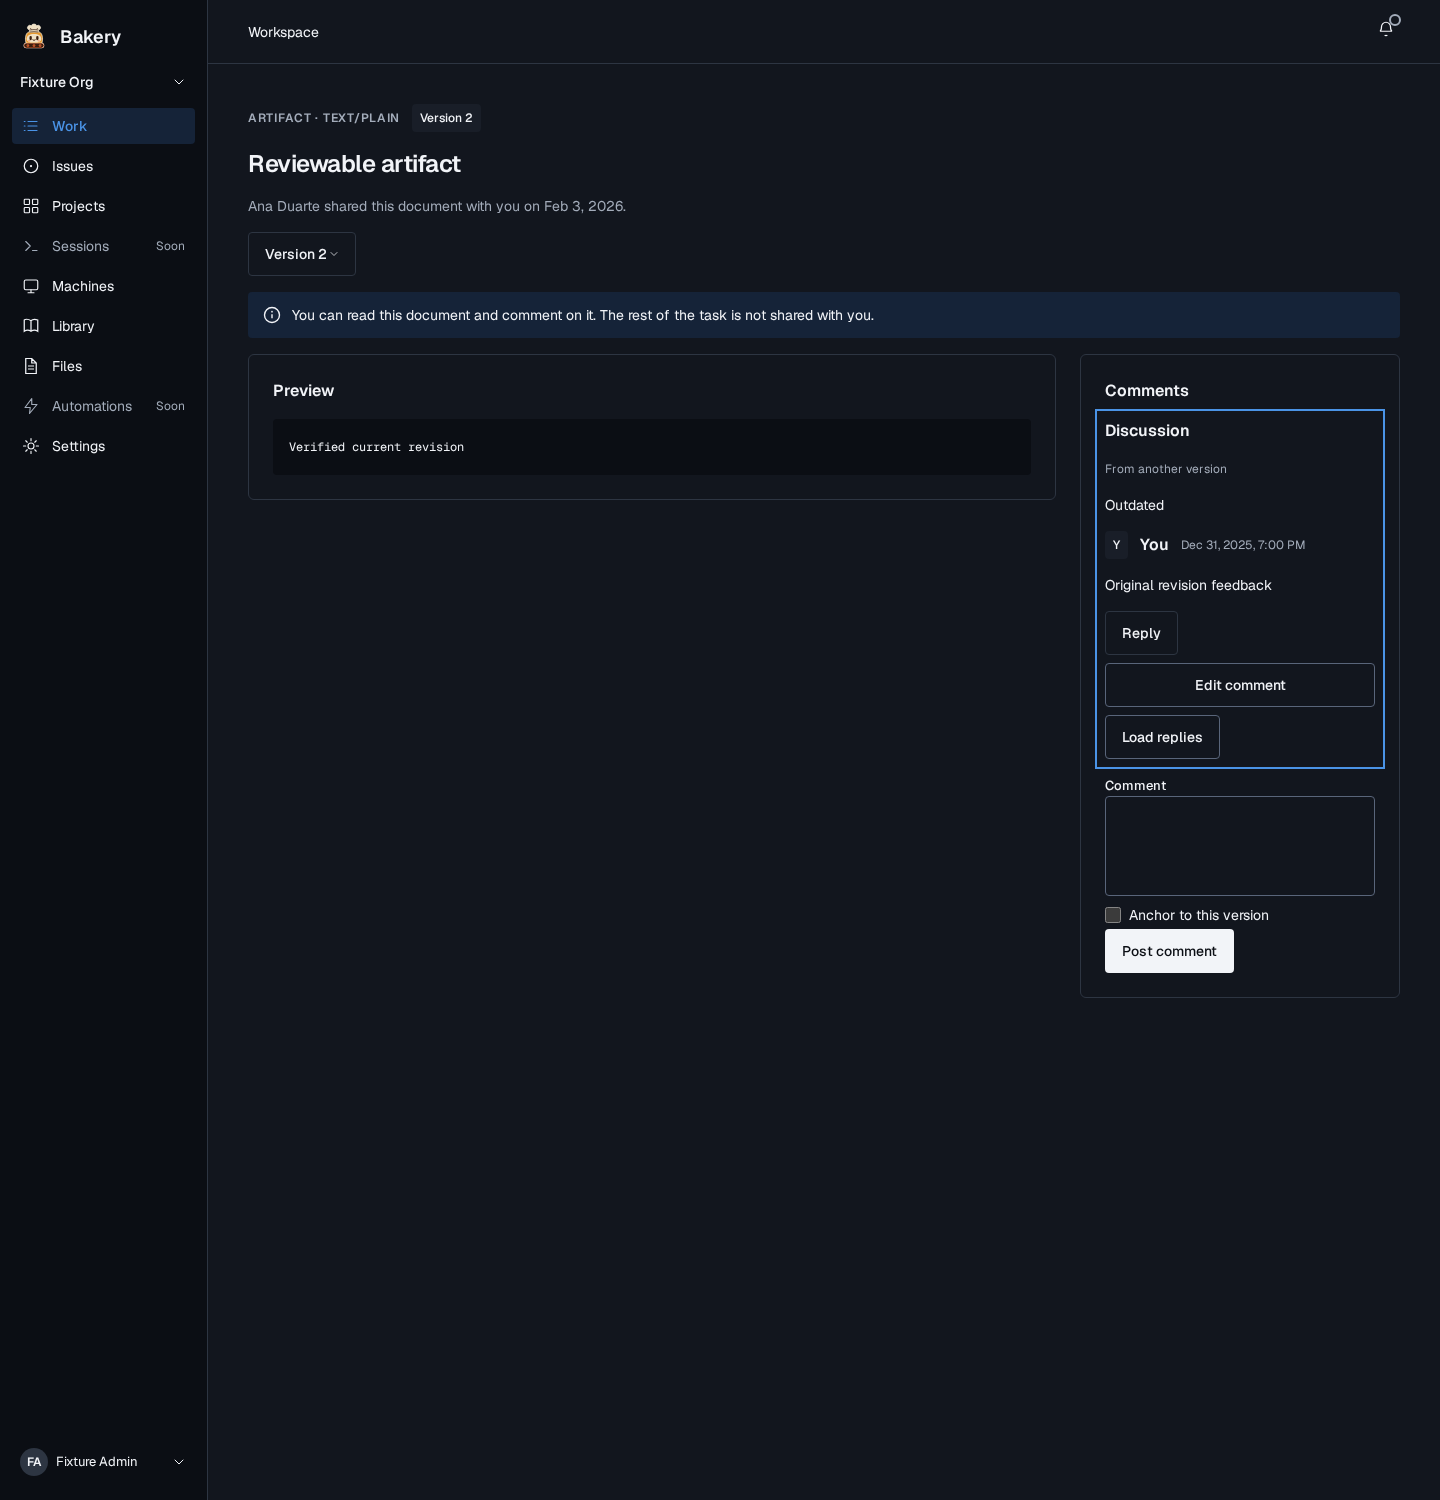 Bakery
Fixture Org
Work
Issues
Projects
Sessions Soon
Machines
Library
Files
Automations Soon
Settings
FA Fixture Admin
Workspace
ARTIFACT · TEXT/PLAIN Version 2
Reviewable artifact
Ana Duarte shared this document with you on Feb 3, 2026.
Version 2
You can read this document and comment on it. The rest of the task is not shared with you.
Preview
Verified current revision
Comments
Discussion
From another version
Outdated
Y You Dec 31, 2025, 7:00 PM
Original revision feedback
Reply
Edit comment
Load replies
Comment
Anchor to this version
Post comment